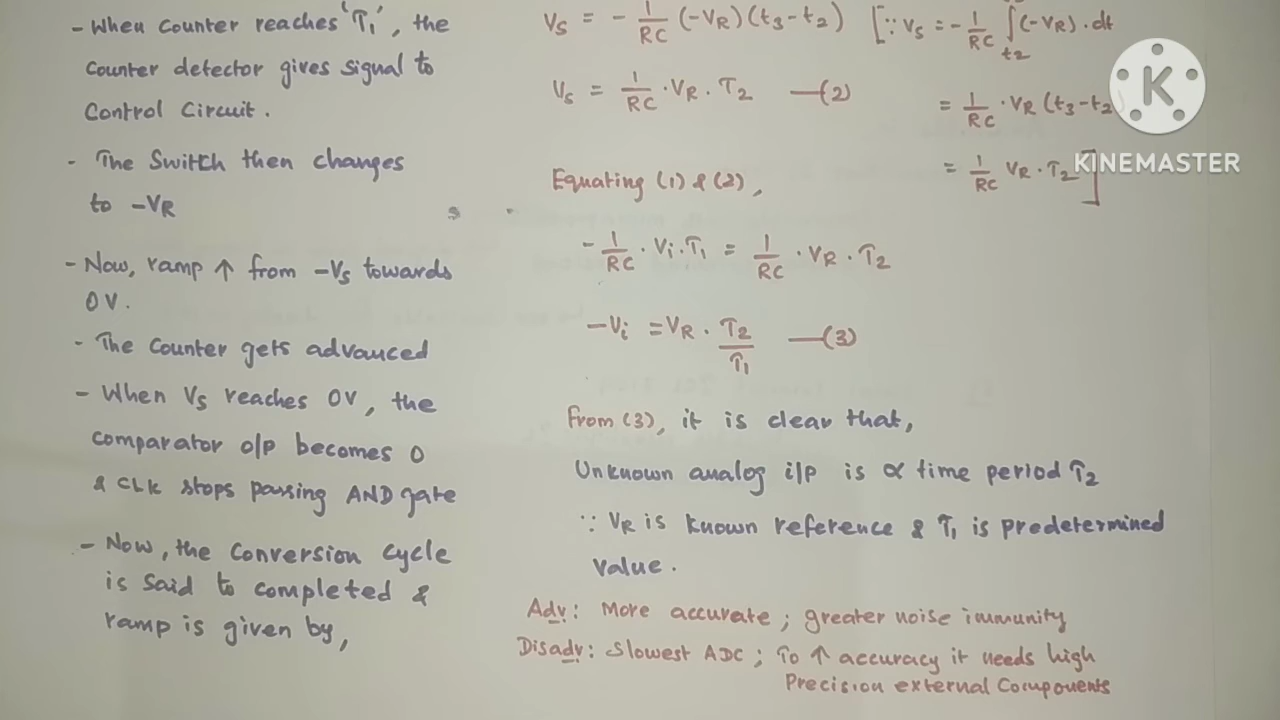 - When Counter reaches 'T1', the
Counter detector gives signal to
Control Circuit.
- The Switch then changes
to -VR
- Now, ramp ↑ from -Vs towards
0V.
- The Counter gets advanced
- When Vs reaches 0V, the
comparator o/p becomes 0
& CLK stops passing AND gate
- Now, the Conversion Cycle
is said to completed &
ramp is given by,
Vs = - 1/RC (-VR)(t3-t2) [∵ Vs = - 1/RC ∫t2 (-VR).dt
Vs = 1/RC . VR . T2 —(2)
= 1/RC . VR (t3-t2
= 1/RC VR . T2]
Equating (1) & (2),
- 1/RC . Vi . T1 = 1/RC . VR . T2
-Vi = VR . T2/T1 —(3)
From (3), it is clear that,
Unknown analog i/p is ∝ time period T2
∵ VR is known reference & T1 is predetermined
value.
Adv: More accurate ; greater noise immunity
Disadv: Slowest ADC ; To ↑ accuracy it needs high
Precision external Components
K
KINEMASTER